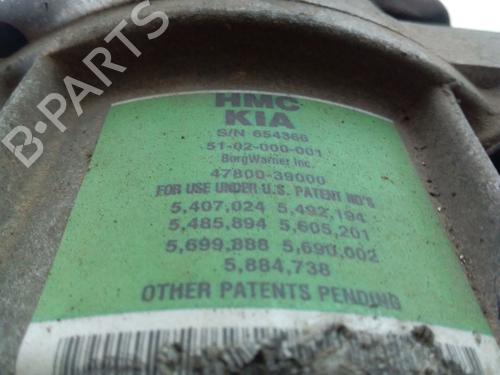 HMC
KIA
S/N 654366
51-02-000-001
BorgWarner Inc.
47800-39000
FOR USE UNDER U.S. PATENT NO'S
5,407,024 5,492,194
5,485,894 5,605,201
5,699,888 5,690,002
5,884,738
OTHER PATENTS PENDING
B-PARTS